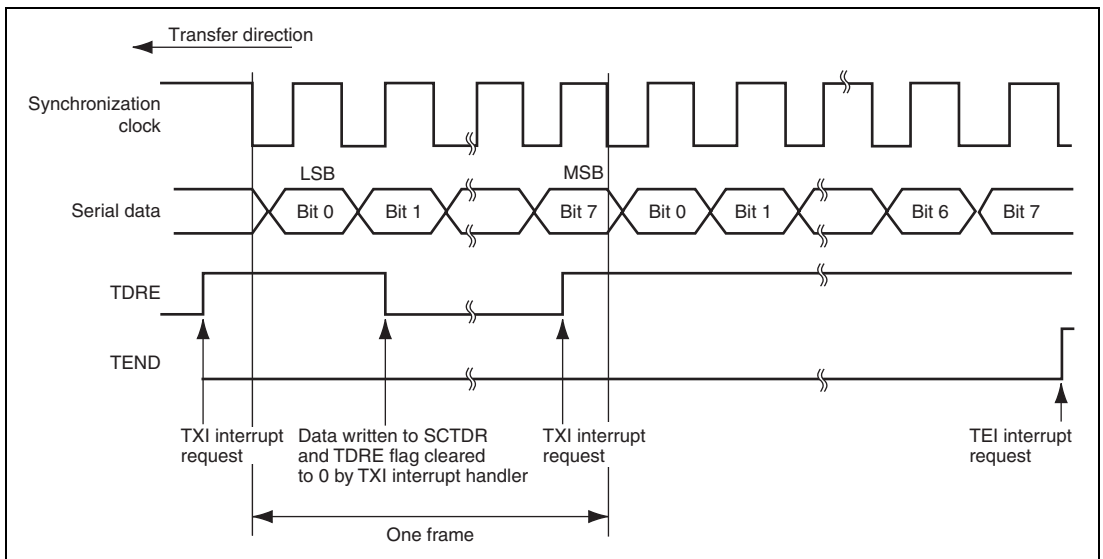 Transfer direction
Synchronization
clock
LSB
MSB
Serial data
Bit 0
Bit 1
Bit 7
Bit 0
Bit 1
Bit 6
Bit 7
TDRE
TEND
TXI interrupt
request
Data written to SCTDR
and TDRE flag cleared
to 0 by TXI interrupt handler
TXI interrupt
request
TEI interrupt
request
One frame